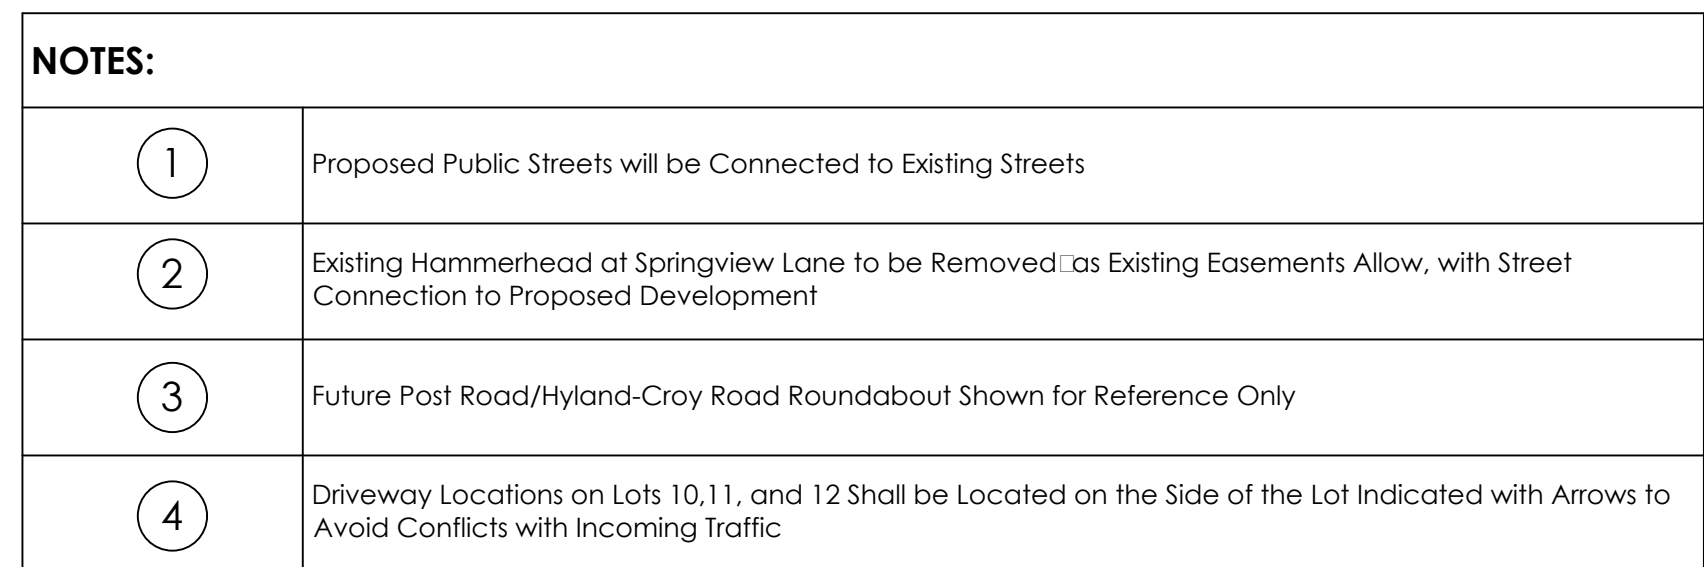 NOTES:
1
Proposed Public Streets will be Connected to Existing Streets
2
Existing Hammerhead at Springview Lane to be Removed□as Existing Easements Allow, with Street
Connection to Proposed Development
3
Future Post Road/Hyland-Croy Road Roundabout Shown for Reference Only
4
Driveway Locations on Lots 10,11, and 12 Shall be Located on the Side of the Lot Indicated with Arrows to
Avoid Conflicts with Incoming Traffic